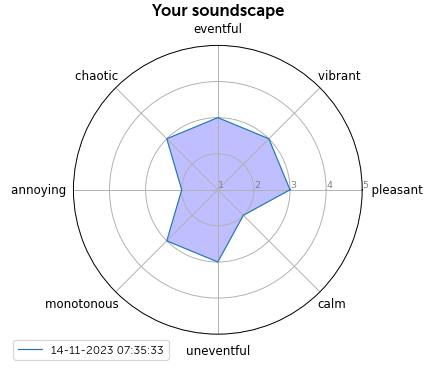 Your soundscape
eventful
chaotic
vibrant
annoying
1 2 3 4 5
pleasant
monotonous
calm
14-11-2023 07:35:33
uneventful